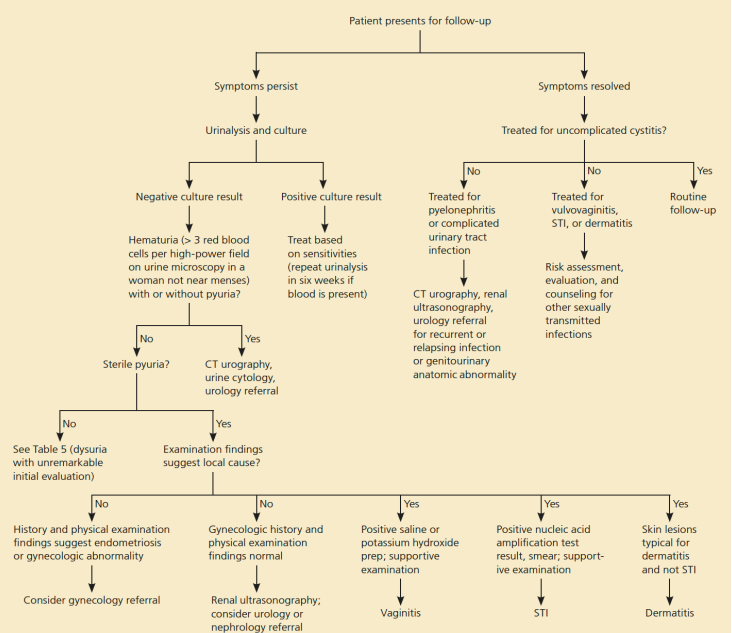 Patient presents for follow-up
Symptoms persist
Symptoms resolved
Urinalysis and culture
Treated for uncomplicated cystitis?
No
No
Yes
Negative culture result
Positive culture result
Treated for
pyelonephritis
or complicated
urinary tract
infection
Treated for
vulvovaginitis,
STI, or dermatitis
Routine
follow-up
Hematuria (> 3 red blood
cells per high-power field
on urine microscopy in a
woman not near menses)
with or without pyuria?
Treat based
on sensitivities
(repeat urinalysis
in six weeks if
blood is present)
CT urography, renal
ultrasonography,
urology referral
for recurrent or
relapsing infection
or genitourinary
anatomic abnormality
Risk assessment,
evaluation, and
counseling for
other sexually
transmitted
infections
No
Yes
Sterile pyuria?
CT urography,
urine cytology,
urology referral
No
Yes
See Table 5 (dysuria
with unremarkable
initial evaluation)
Examination findings
suggest local cause?
No
No
Yes
Yes
Yes
History and physical examination
findings suggest endometriosis
or gynecologic abnormality
Gynecologic history and
physical examination
findings normal
Positive saline or
potassium hydroxide
prep; supportive
examination
Positive nucleic acid
amplification test
result, smear; support-
ive examination
Skin lesions
typical for
dermatitis
and not STI
Consider gynecology referral
Renal ultrasonography;
consider urology or
nephrology referral
Vaginitis
STI
Dermatitis